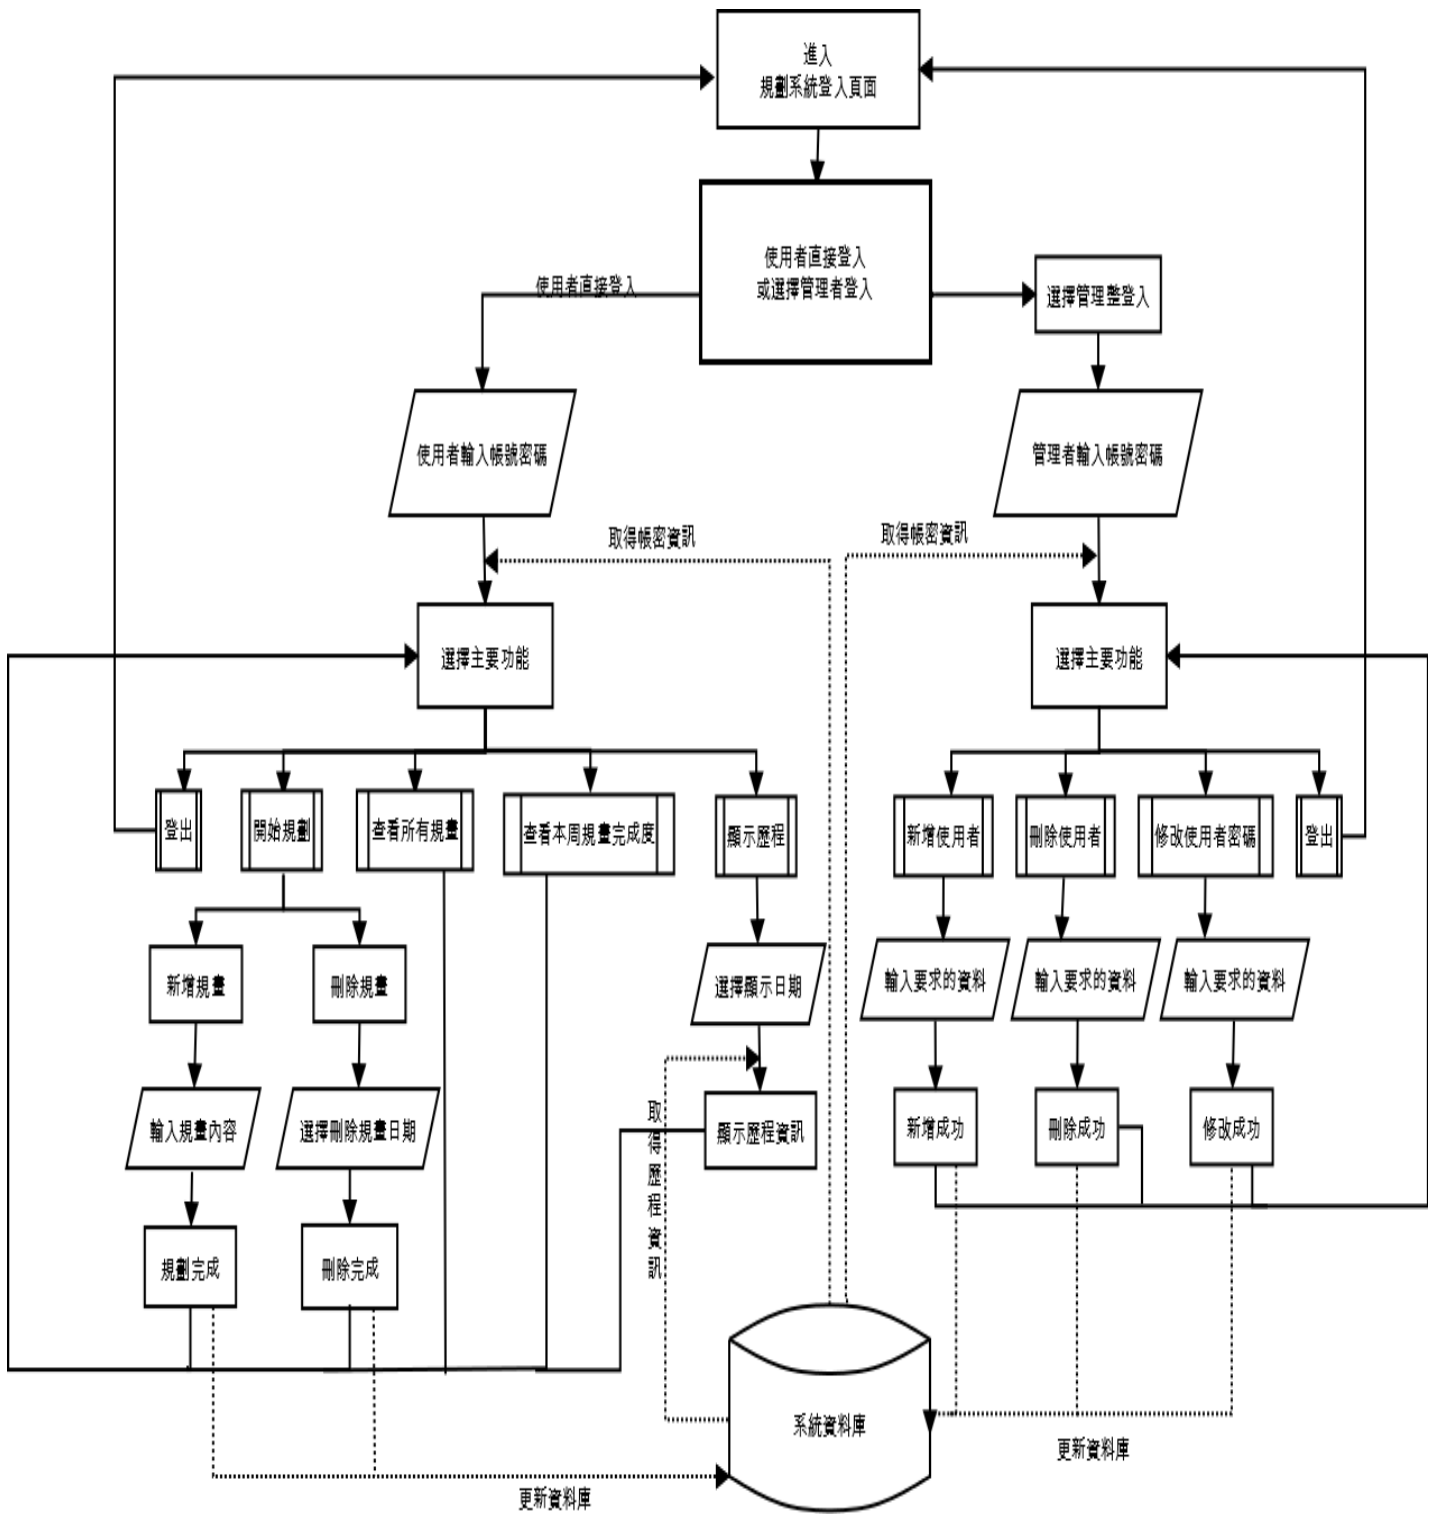 進入
規劃系統登入頁面
使用者直接登入
或選擇管理者登入
使用者直接登入
選擇管理整登入
使用者輸入帳號密碼
管理者輸入帳號密碼
取得帳密資訊
取得帳密資訊
選擇主要功能
選擇主要功能
登出
開始規劃
查看所有規畫
查看本周規畫完成度
顯示歷程
新增使用者
刪除使用者
修改使用者密碼
登出
新增規畫
刪除規畫
選擇顯示日期
輸入要求的資料
輸入要求的資料
輸入要求的資料
輸入規畫內容
選擇刪除規畫日期
取得歷程資訊
顯示歷程資訊
新增成功
刪除成功
修改成功
規劃完成
刪除完成
系統資料庫
更新資料庫
更新資料庫